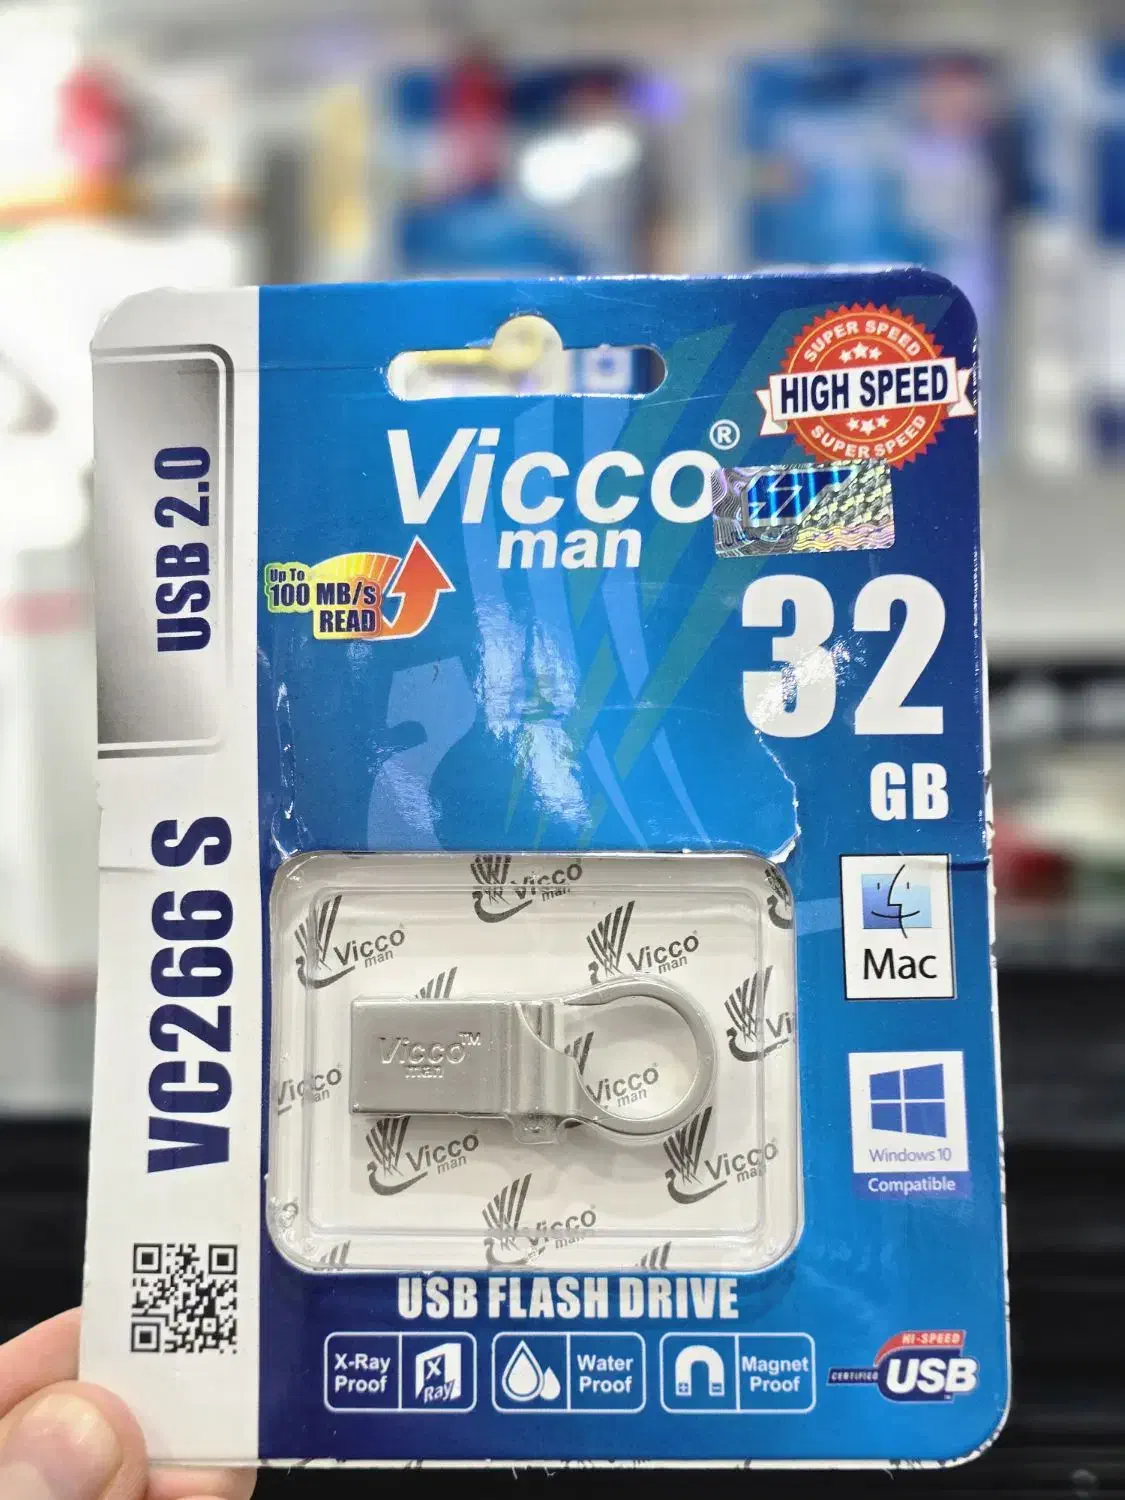 SUPER SPEED
HIGH SPEED
SUPER SPEED
Vicco®
man
Up To
100 MB/s
READ
32
GB
USB 2.0
VC266 S
Mac
Windows 10
Compatible
Vicco
man
Vicco
man
Vicco
man
Vicco™
man
Vicco
man
Vicco
man
Vicco
man
Vicco
man
USB FLASH DRIVE
X-Ray
Proof
X
Ray
Water
Proof
Magnet
Proof
HI-SPEED
CERTIFIED
USB